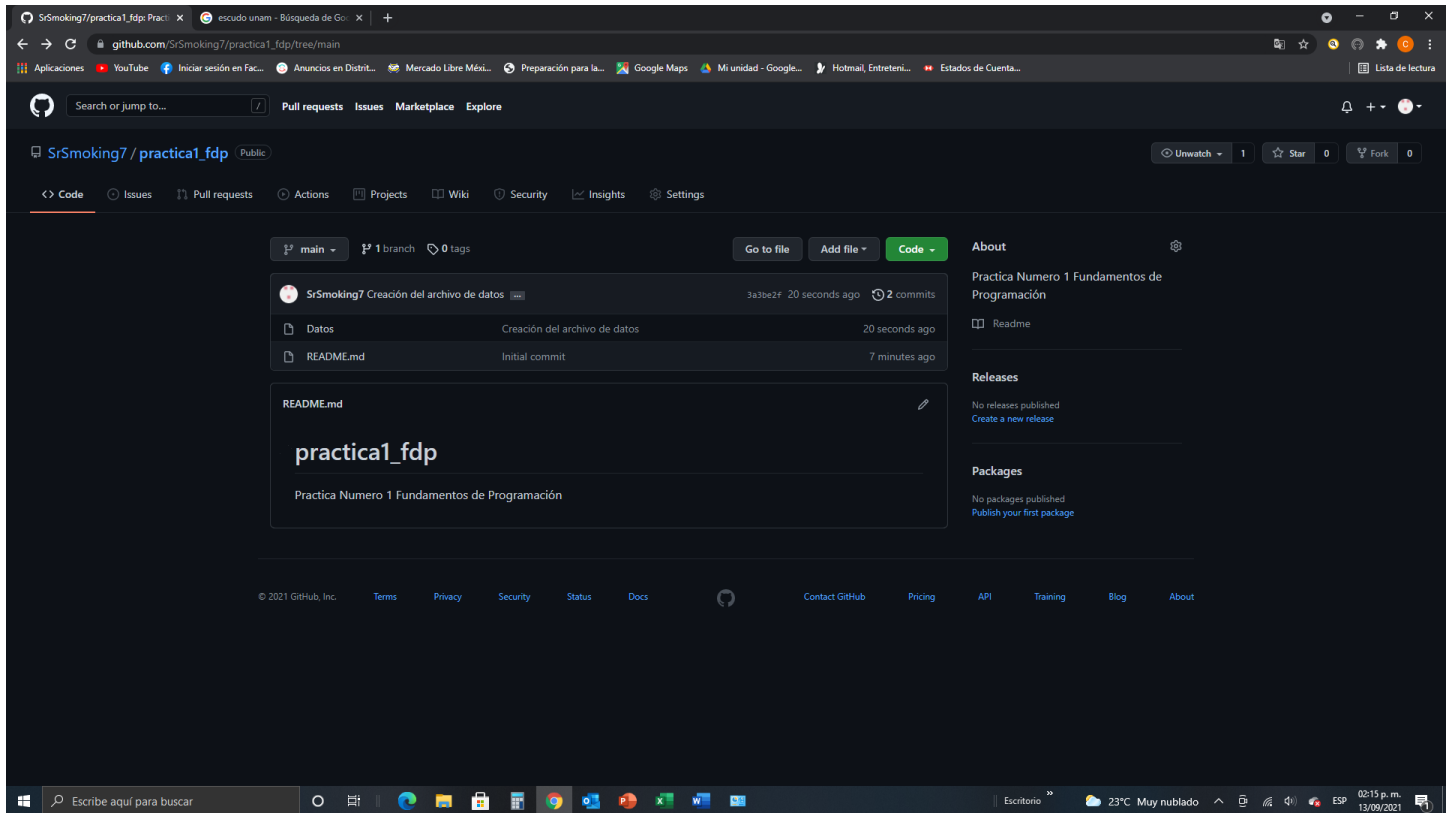 SrSmoking7/practica1_fdp: Practi
escudo unam - Búsqueda de Goo
github.com/SrSmoking7/practica1_fdp/tree/main
Aplicaciones YouTube Iniciar sesión en Fac... Anuncios en Distrit... Mercado Libre Méxi... Preparación para la... Google Maps Mi unidad - Google... Hotmail, Entreteni... Estados de Cuenta... Lista de lectura
Search or jump to... / Pull requests Issues Marketplace Explore
SrSmoking7 / practica1_fdp Public Unwatch 1 Star 0 Fork 0
Code Issues Pull requests Actions Projects Wiki Security Insights Settings
main 1 branch 0 tags Go to file Add file Code
SrSmoking7 Creación del archivo de datos ... 3a3be2f 20 seconds ago 2 commits
Datos Creación del archivo de datos 20 seconds ago
README.md Initial commit 7 minutes ago
README.md
practica1_fdp
Practica Numero 1 Fundamentos de Programación
About
Practica Numero 1 Fundamentos de
Programación
Readme
Releases
No releases published
Create a new release
Packages
No packages published
Publish your first package
© 2021 GitHub, Inc. Terms Privacy Security Status Docs Contact GitHub Pricing API Training Blog About
Escribe aquí para buscar Escritorio » 23°C Muy nublado ESP 02:15 p. m.
13/09/2021